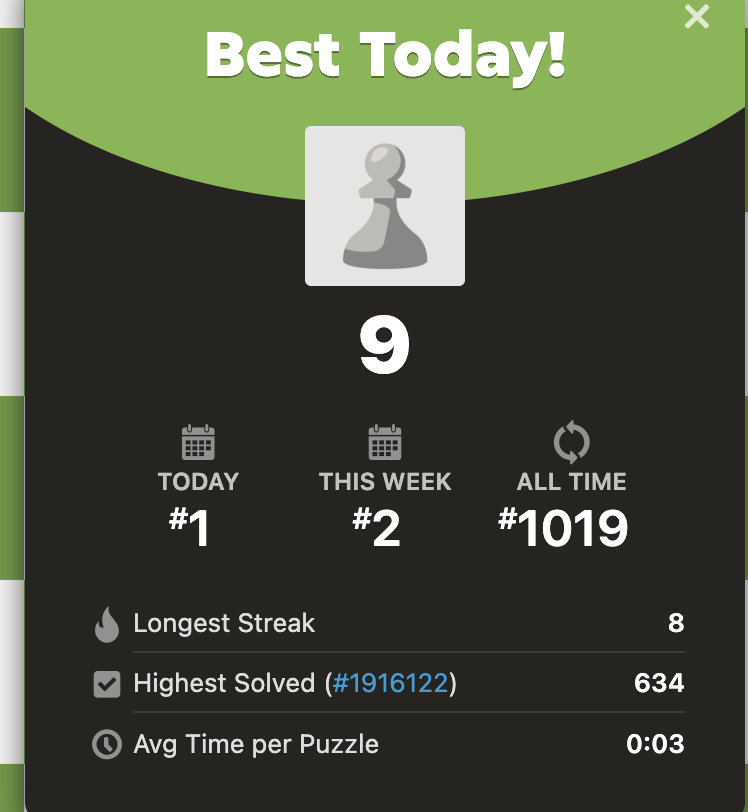 Best Today!
9
TODAY THIS WEEK ALL TIME
#1 #2 #1019
Longest Streak 8
Highest Solved (#1916122) 634
Avg Time per Puzzle 0:03